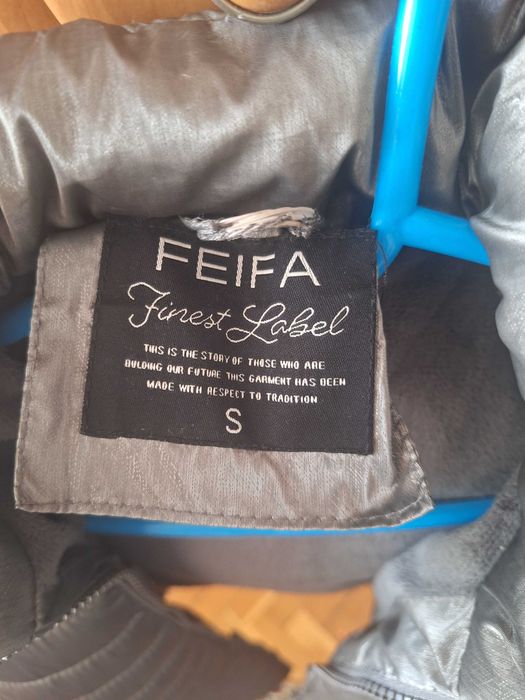 FEIFA
Finest Label
THIS IS THE STORY OF THOSE WHO ARE
BULDING OUR FUTURE THIS GARMENT HAS BEEN
MADE WITH RESPECT TO TRADITION
S